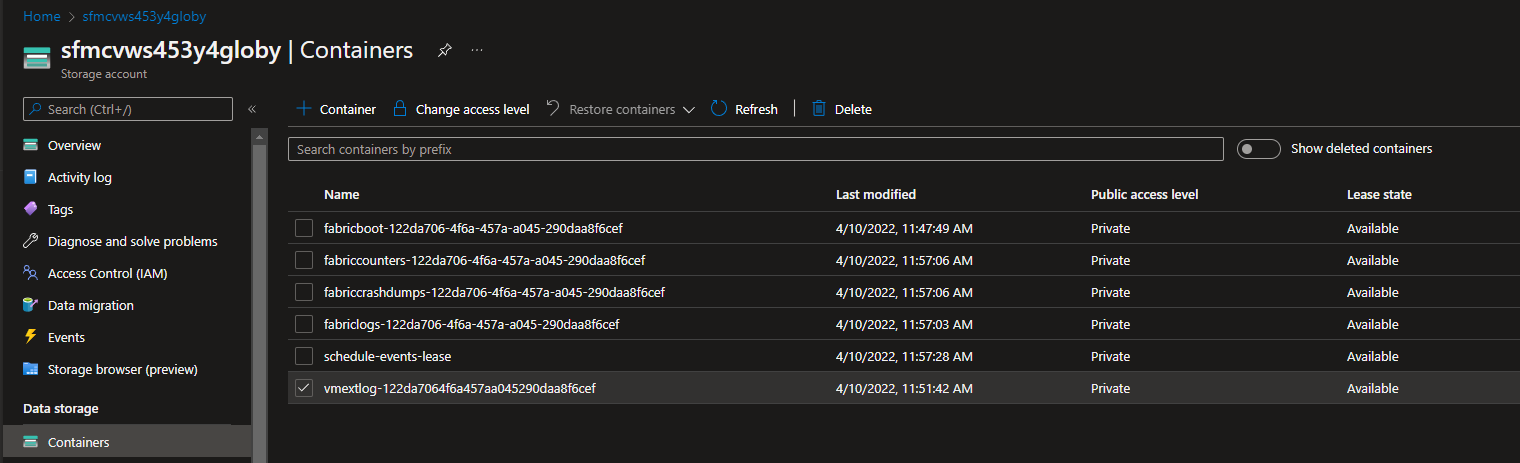 Home > sfmcvws453y4globy
sfmcvws453y4globy | Containers ...
Storage account
Search (Ctrl+/) «
Overview
Activity log
Tags
Diagnose and solve problems
Access Control (IAM)
Data migration
Events
Storage browser (preview)
Data storage
Containers
+ Container Change access level Restore containers Refresh | Delete
Search containers by prefix Show deleted containers
Name Last modified Public access level Lease state
fabricboot-122da706-4f6a-457a-a045-290daa8f6cef 4/10/2022, 11:47:49 AM Private Available
fabriccounters-122da706-4f6a-457a-a045-290daa8f6cef 4/10/2022, 11:57:06 AM Private Available
fabriccrashdumps-122da706-4f6a-457a-a045-290daa8f6cef 4/10/2022, 11:57:06 AM Private Available
fabriclogs-122da706-4f6a-457a-a045-290daa8f6cef 4/10/2022, 11:57:03 AM Private Available
schedule-events-lease 4/10/2022, 11:57:28 AM Private Available
vmextlog-122da7064f6a457aa045290daa8f6cef 4/10/2022, 11:51:42 AM Private Available